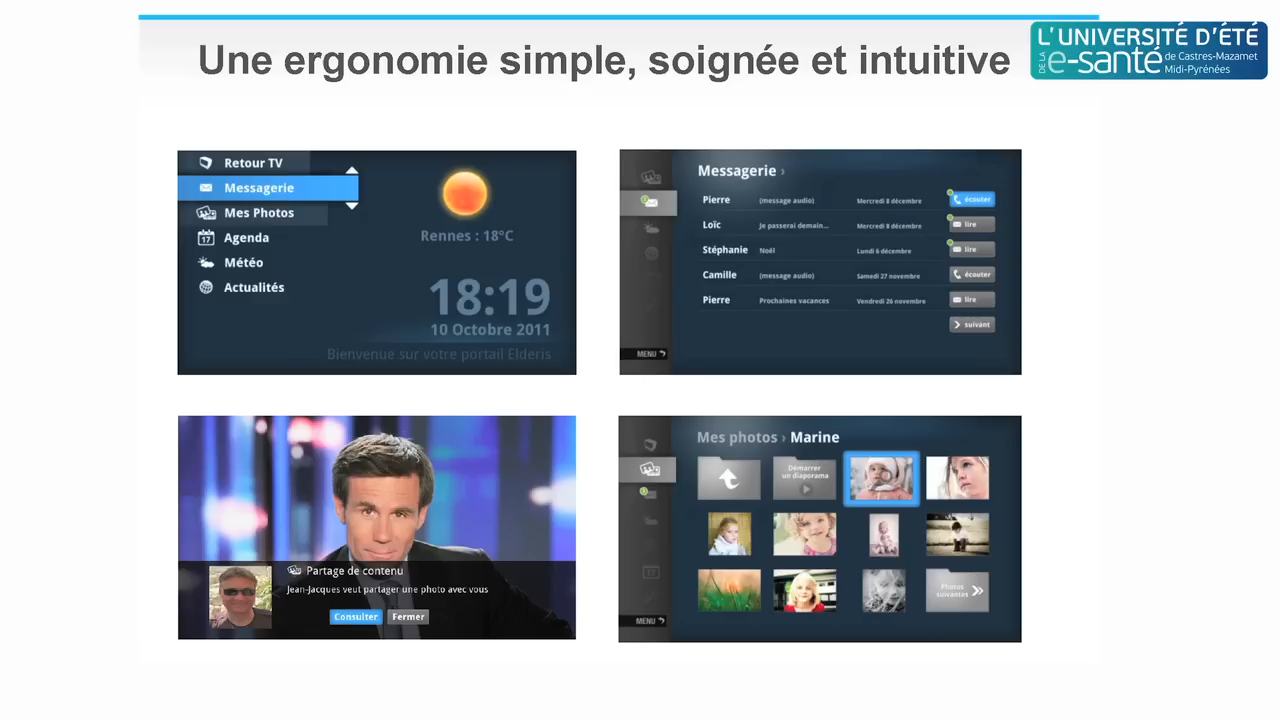 Une ergonomie simple, soignée et intuitive
L'UNIVERSITÉ D'ÉTÉ
DE LA e-santé de Castres-Mazamet
Midi-Pyrénées
Retour TV
Messagerie
Mes Photos
17 Agenda
Météo
Actualités
Rennes : 18°C
18:19
10 Octobre 2011
Bienvenue sur votre portail Elderis
Messagerie ›
Pierre (message audio) Mercredi 8 décembre écouter
Loïc Je passerai demain... Mercredi 8 décembre lire
Stéphanie Noël Lundi 6 décembre lire
Camille (message audio) Samedi 27 novembre écouter
Pierre Prochaines vacances Vendredi 26 novembre lire
suivant
MENU
Partage de contenu
Jean-Jacques veut partager une photo avec vous
Consulter Fermer
Mes photos › Marine
Démarrer
un diaporama
Photos
suivantes
17
MENU